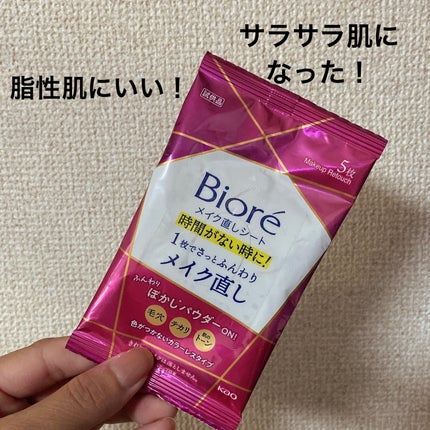 サラサラ肌に
なった！
脂性肌にいい！
試供品
5枚
Makeup Retouch
Bioré
メイク直しシート
時間がない時に!
1枚でさっとふんわり
メイク直し
ふんわり
ぼかしパウダーON!
毛穴 テカリ トーン
色がつかないカラーレスタイプ
Kao